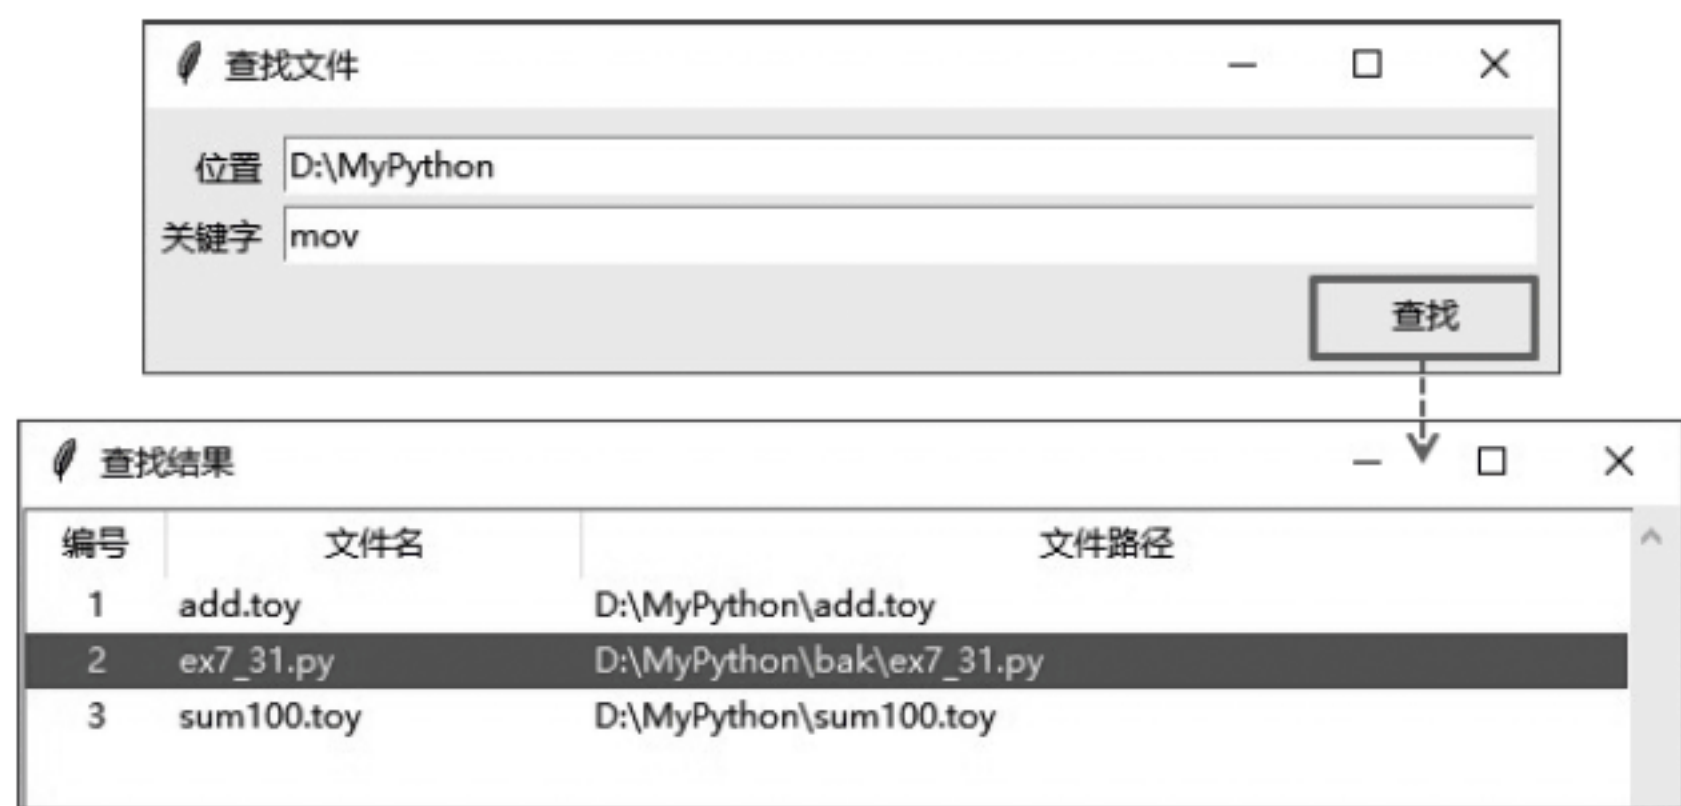 查找文件
位置 D:\MyPython
关键字 mov
查找
查找结果
编号 文件名 文件路径
1 add.toy D:\MyPython\add.toy
2 ex7_31.py D:\MyPython\bak\ex7_31.py
3 sum100.toy D:\MyPython\sum100.toy